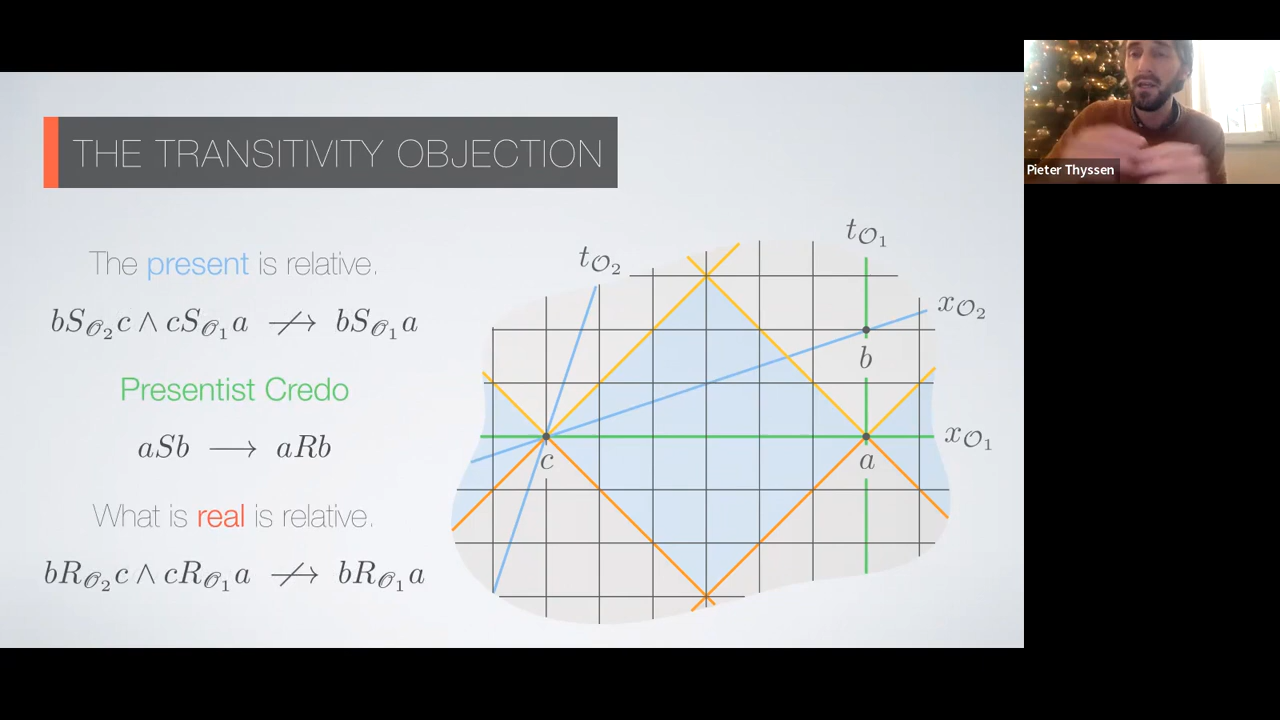 THE TRANSITIVITY OBJECTION
The present is relative.
bS𝒪₂c ∧ cS𝒪₁a ↛ bS𝒪₁a
Presentist Credo
aSb ⟶ aRb
What is real is relative.
bR𝒪₂c ∧ cR𝒪₁a ↛ bR𝒪₁a
t𝒪₁
t𝒪₂
x𝒪₂
b
x𝒪₁
c
a
Pieter Thyssen